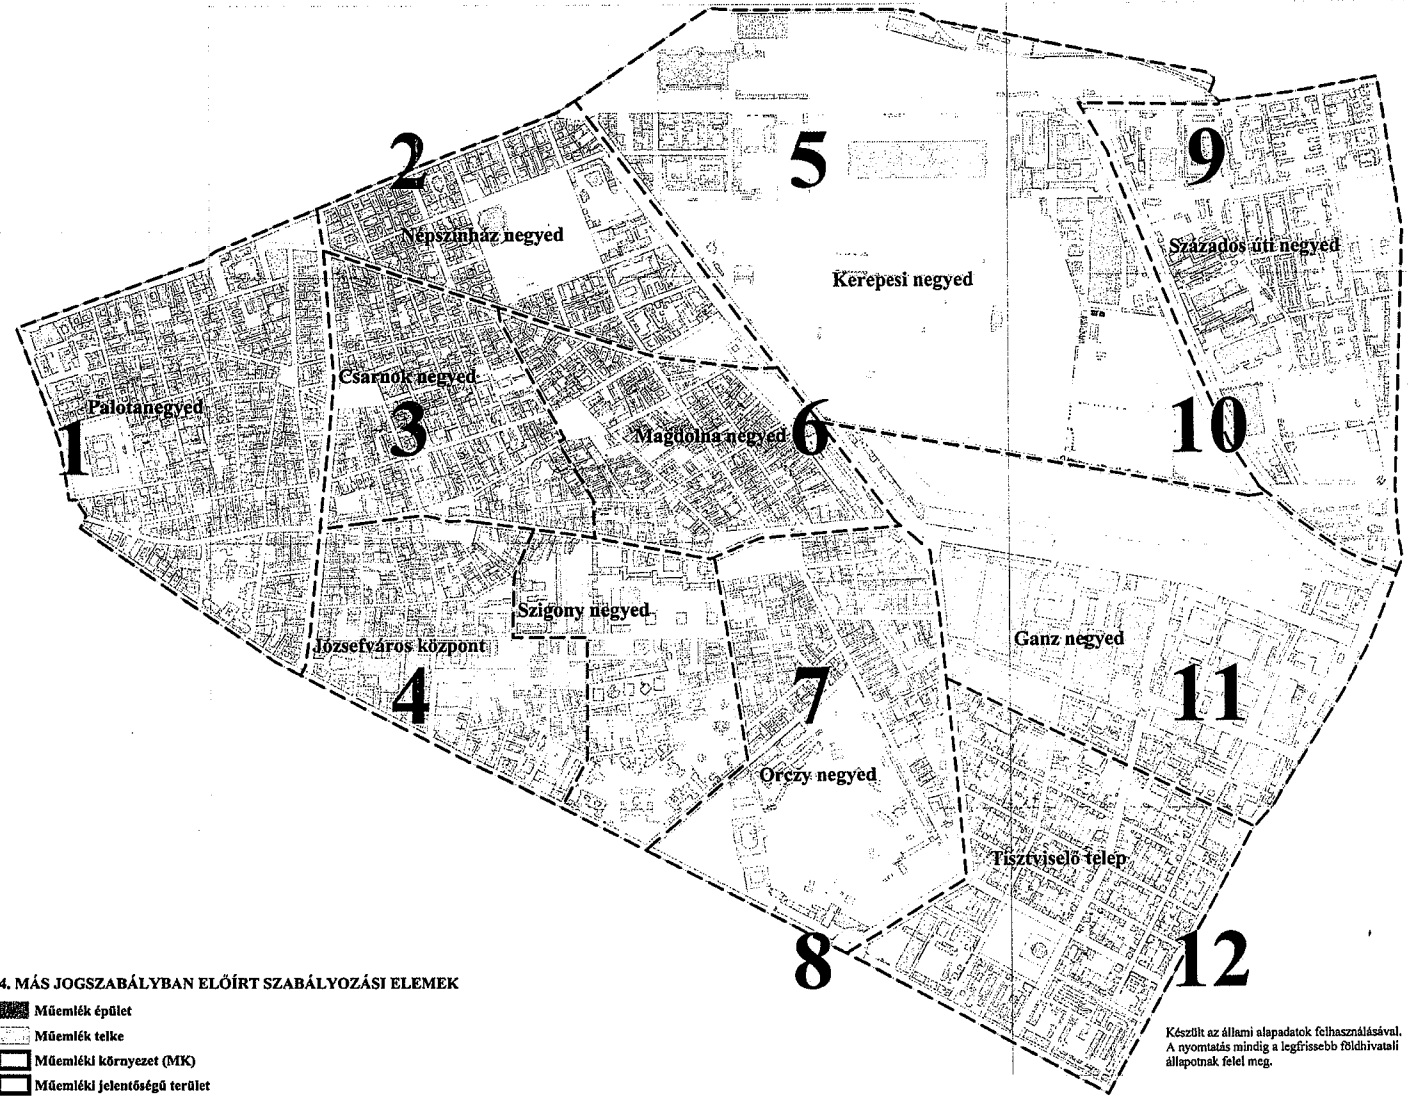 2
5
9
Népszínház negyed
Századós úti negyed
Kerepesi negyed
Csarnok negyed
Palotanegyed
1
3
Magdolna negyed
6
10
Szigony negyed
Ganz negyed
Józsefváros központ
4
7
11
Orczy negyed
Tisztviselő telep
8
12
4. MÁS JOGSZABÁLYBAN ELŐÍRT SZABÁLYOZÁSI ELEMEK
Műemlék épület
Műemlék telke
Műemléki környezet (MK)
Műemléki jelentőségű terület
Készült az állami alapadatok felhasználásával.
A nyomtatás mindig a legfrissebb földhivatali
állapotnak felel meg.